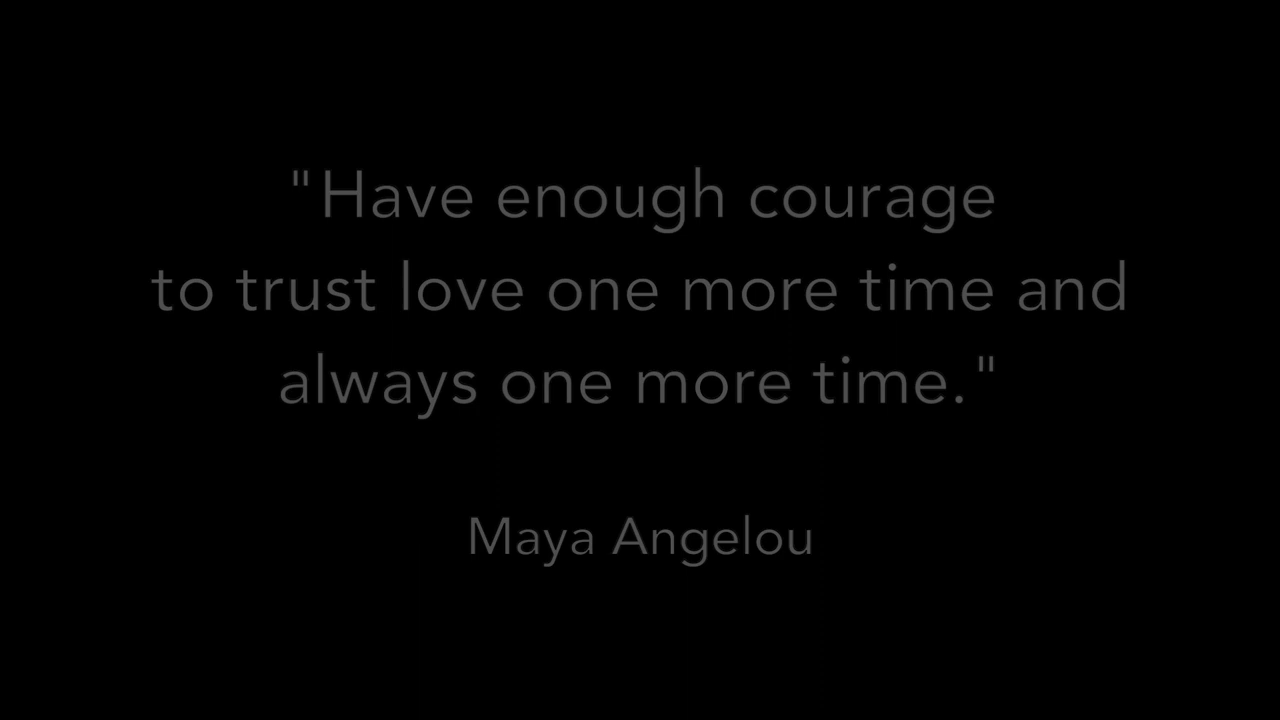 "Have enough courage
to trust love one more time and
always one more time."
Maya Angelou